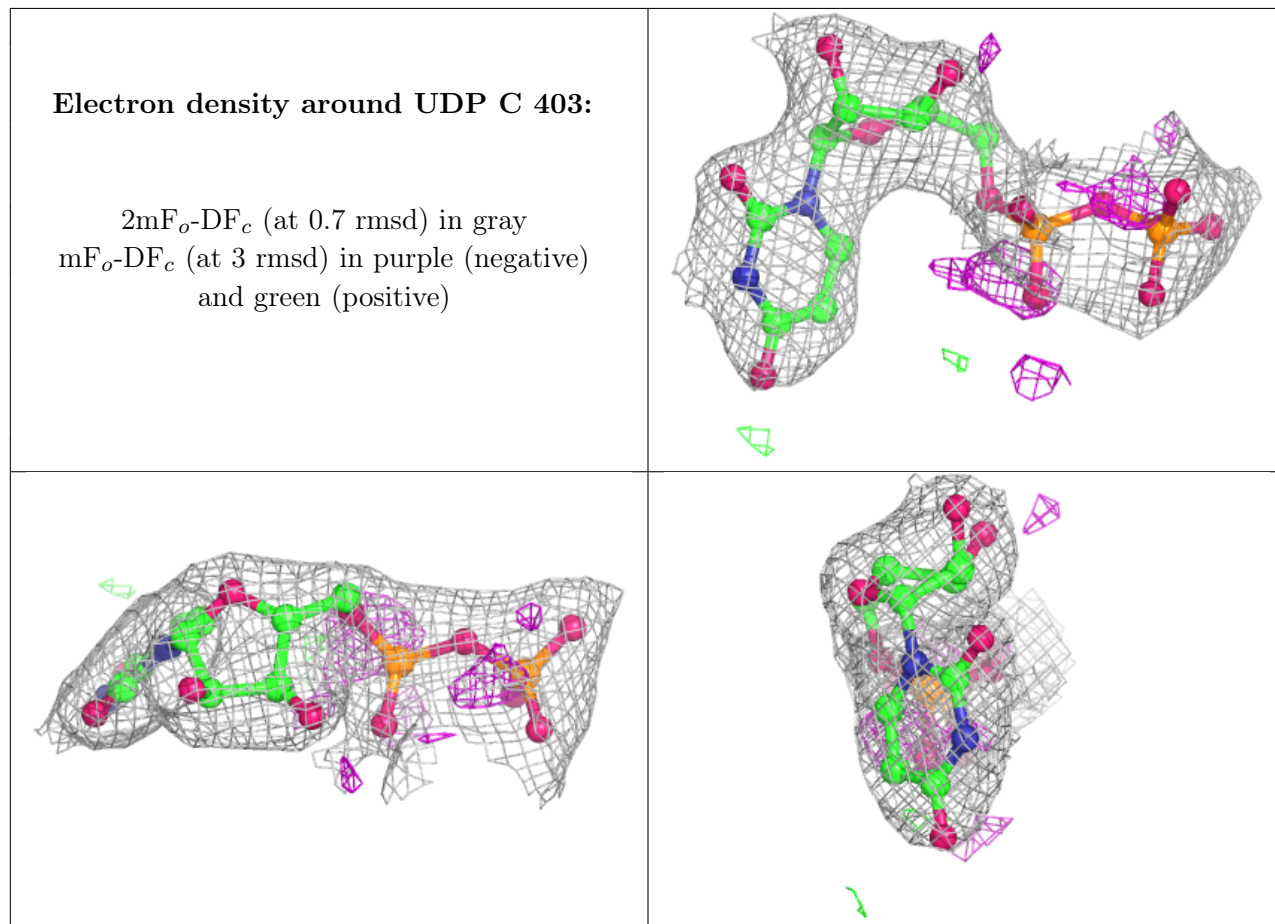 Electron density around UDP C 403:
2mFo-DFc (at 0.7 rmsd) in gray
mFo-DFc (at 3 rmsd) in purple (negative)
and green (positive)